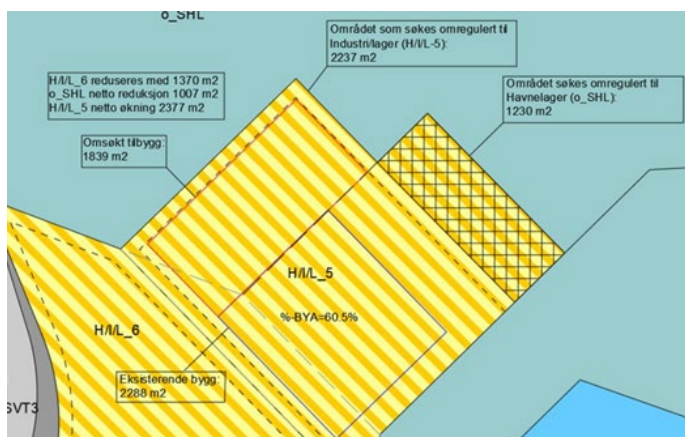 o_SHL
Området som søkes omregulert til
Industri/lager (H/I/L-5):
2237 m2
H/I/L_6 reduseres med 1370 m2
o_SHL netto reduksjon 1007 m2
H/I/L_5 netto økning 2377 m2
Området søkes omregulert til
Havnelager (o_SHL):
1230 m2
Omsøkt tilbygg:
1839 m2
H/I/L_5
%-BYA=60.5%
H/I/L_6
Eksisterende bygg:
2288 m2
SVT3